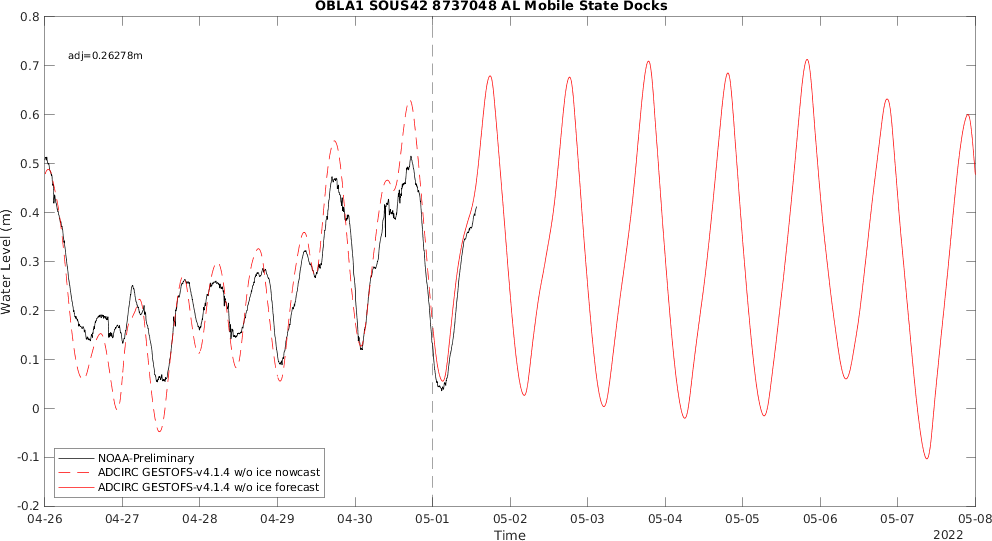 OBLA1 SOUS42 8737048 AL Mobile State Docks
adj=0.26278m
0.8
0.7
0.6
0.5
0.4
0.3
0.2
0.1
0
-0.1
-0.2
Water Level (m)
NOAA-Preliminary
ADCIRC GESTOFS-v4.1.4 w/o ice nowcast
ADCIRC GESTOFS-v4.1.4 w/o ice forecast
04-26 04-27 04-28 04-29 04-30 05-01 05-02 05-03 05-04 05-05 05-06 05-07 05-08
Time
2022